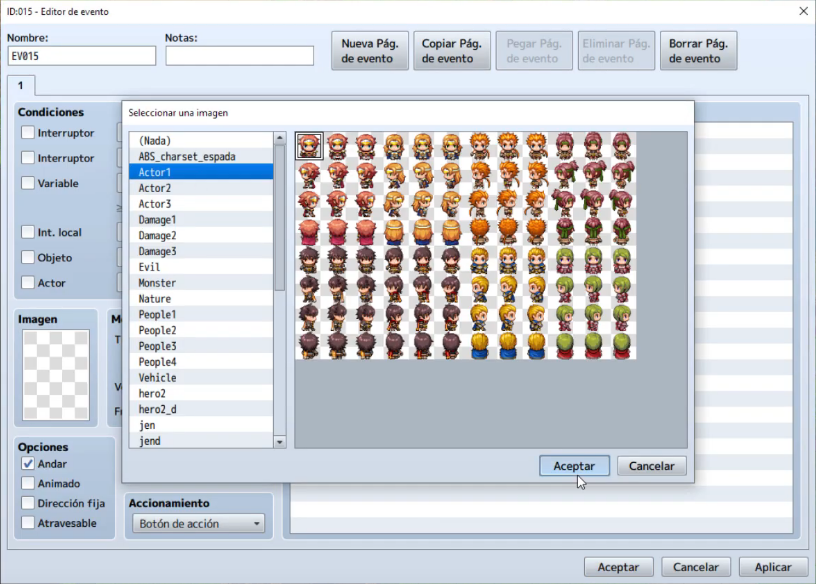 ID:015 - Editor de evento
Nombre:
Notas:
EV015
Nueva Pág. de evento
Copiar Pág. de evento
Pegar Pág. de evento
Eliminar Pág. de evento
Borrar Pág. de evento
1
Condiciones
Interruptor
Interruptor
Variable
≥
Int. local
Objeto
Actor
Imagen
Opciones
Andar
Animado
Dirección fija
Atravesable
Accionamiento
Botón de acción
Seleccionar una imagen
(Nada)
ABS_charset_espada
Actor1
Actor2
Actor3
Damage1
Damage2
Damage3
Evil
Monster
Nature
People1
People2
People3
People4
Vehicle
hero2
hero2_d
jen
jend
Aceptar
Cancelar
Aceptar
Cancelar
Aplicar